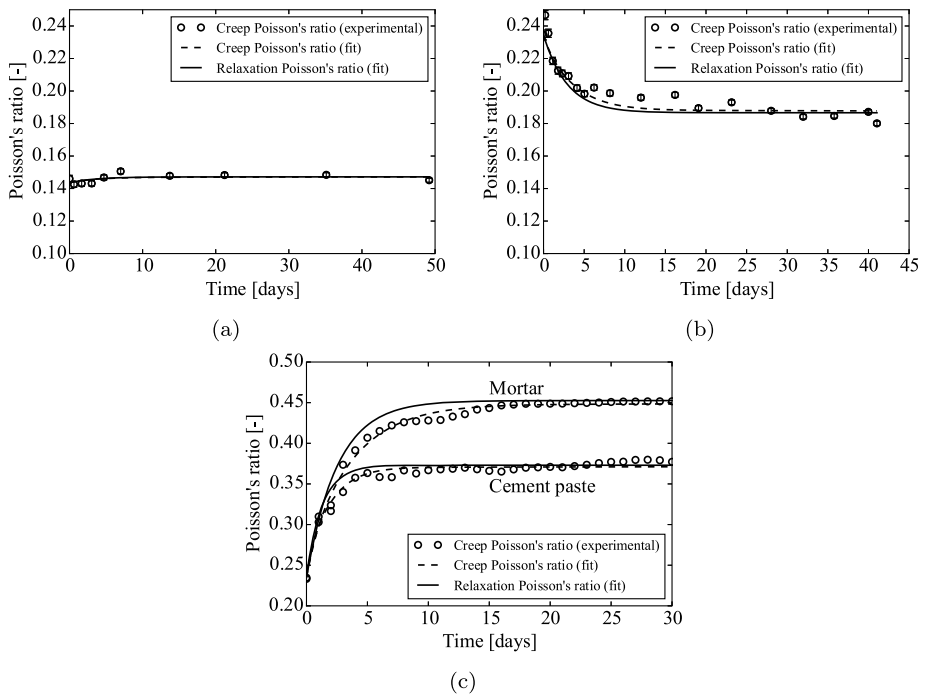 0.24
0.22
0.20
0.18
0.16
0.14
0.12
0.10
Poisson's ratio [-]
Creep Poisson's ratio (experimental)
Creep Poisson's ratio (fit)
Relaxation Poisson's ratio (fit)
0 10 20 30 40 50
Time [days]
(a)
0.24
0.22
0.20
0.18
0.16
0.14
0.12
0.10
Poisson's ratio [-]
Creep Poisson's ratio (experimental)
Creep Poisson's ratio (fit)
Relaxation Poisson's ratio (fit)
0 5 10 15 20 25 30 35 40 45
Time [days]
(b)
0.50
0.45
0.40
0.35
0.30
0.25
0.20
Poisson's ratio [-]
Mortar
Cement paste
Creep Poisson's ratio (experimental)
Creep Poisson's ratio (fit)
Relaxation Poisson's ratio (fit)
0 5 10 15 20 25 30
Time [days]
(c)